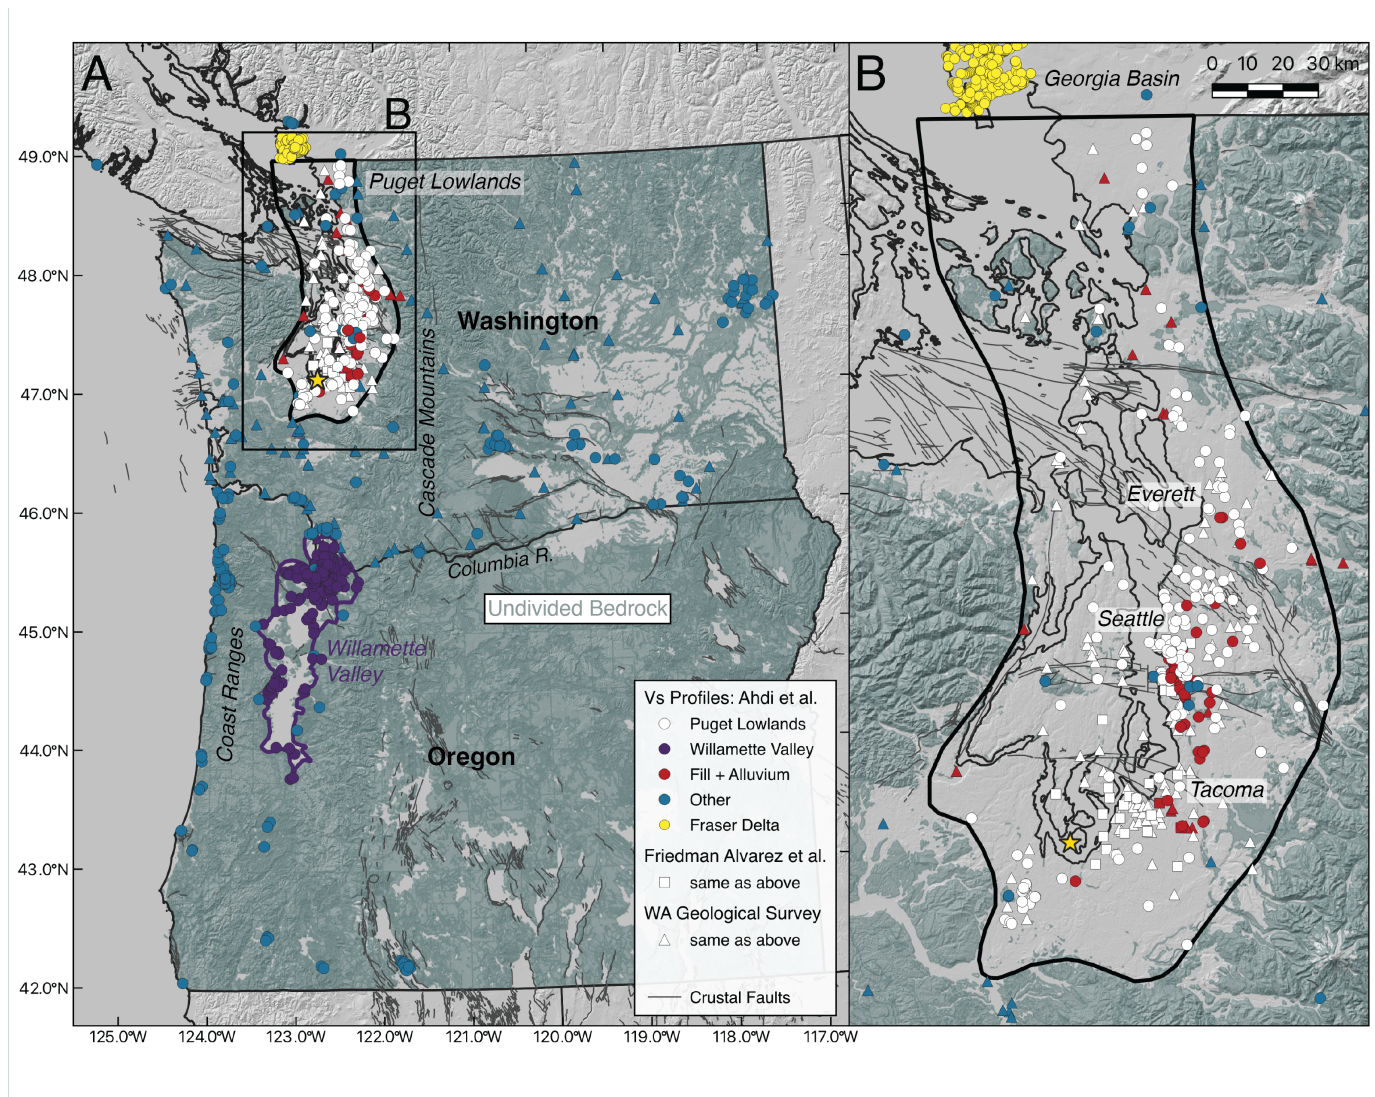 A
B
Puget Lowlands
Washington
Cascade Mountains
Columbia R.
Undivided Bedrock
Willamette
Valley
Coast Ranges
Oregon
49.0°N
48.0°N
47.0°N
46.0°N
45.0°N
44.0°N
43.0°N
42.0°N
125.0°W
124.0°W
123.0°W
122.0°W
121.0°W
120.0°W
119.0°W
118.0°W
117.0°W
Vs Profiles: Ahdi et al.
Puget Lowlands
Willamette Valley
Fill + Alluvium
Other
Fraser Delta
Friedman Alvarez et al.
same as above
WA Geological Survey
same as above
Crustal Faults
B
Georgia Basin
0 10 20 30 km
Everett
Seattle
Tacoma